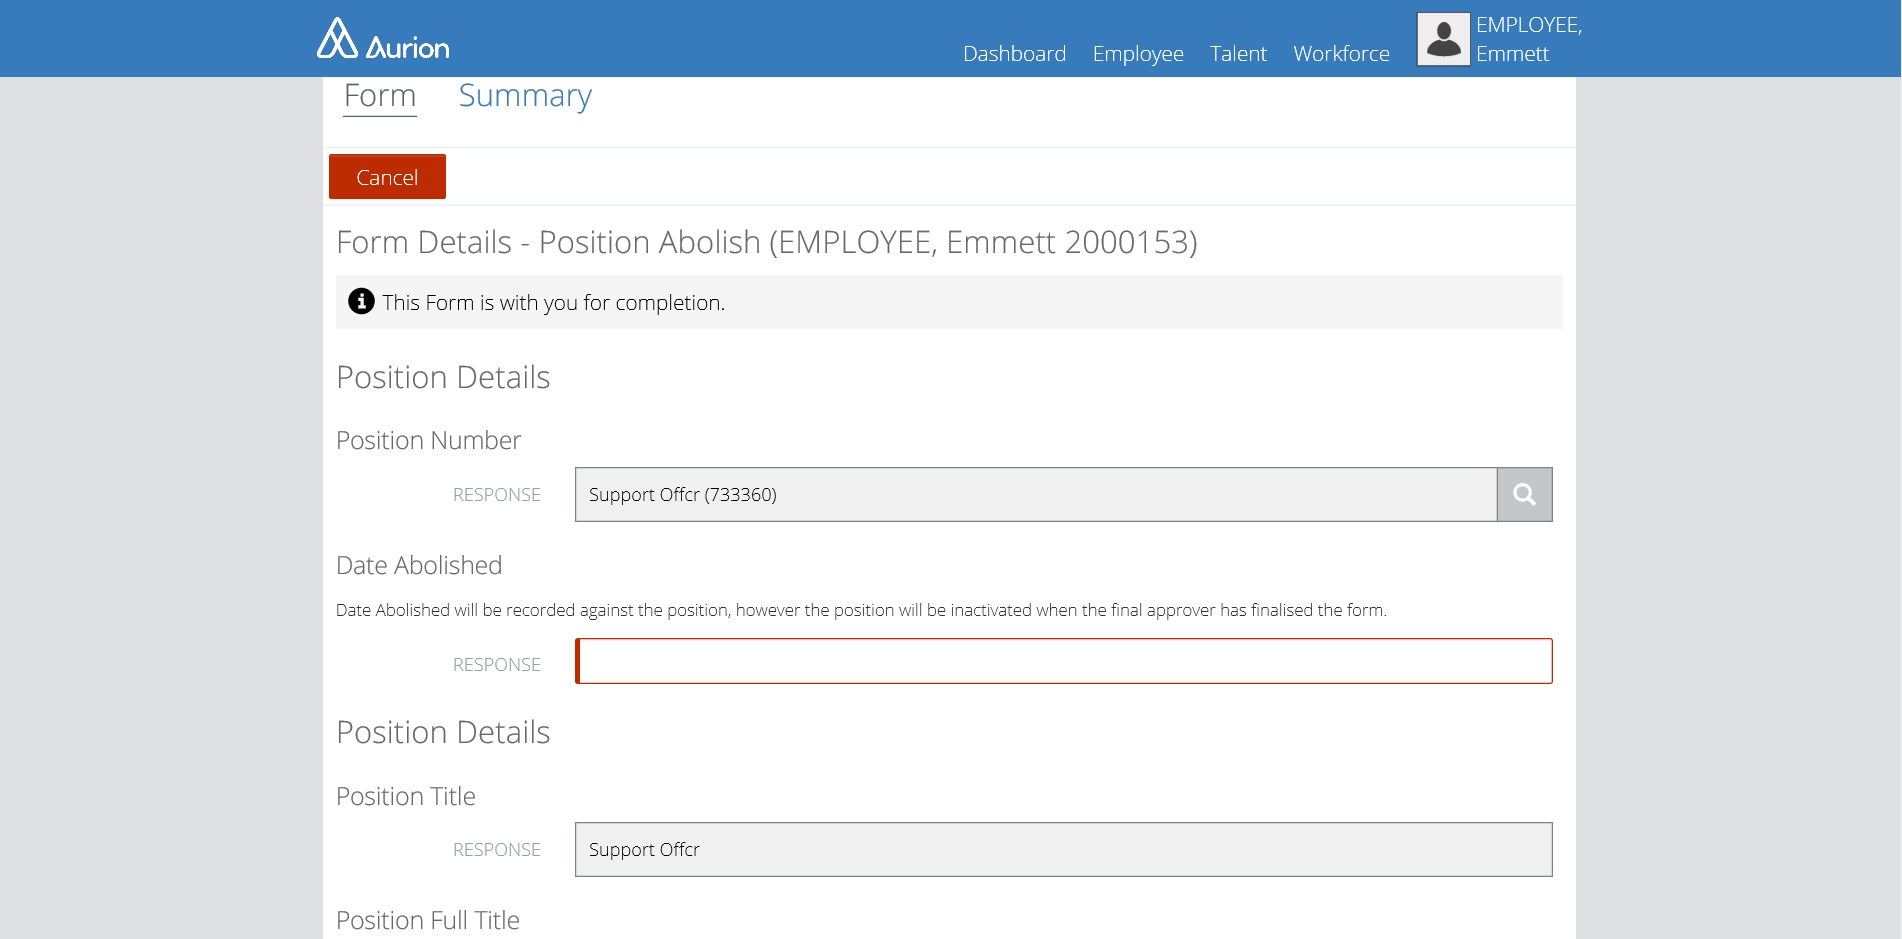 Aurion
Dashboard Employee Talent Workforce
EMPLOYEE,
Emmett
Form Summary
Cancel
Form Details - Position Abolish (EMPLOYEE, Emmett 2000153)
This Form is with you for completion.
Position Details
Position Number
RESPONSE Support Offcr (733360)
Date Abolished
Date Abolished will be recorded against the position, however the position will be inactivated when the final approver has finalised the form.
RESPONSE
Position Details
Position Title
RESPONSE Support Offcr
Position Full Title